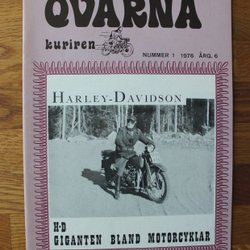 QVARNA
kuriren
NUMMER 1 1976 ÅRG. 6
HARLEY-DAVIDSON
H-D
GIGANTEN BLAND MOTORCYKLAR